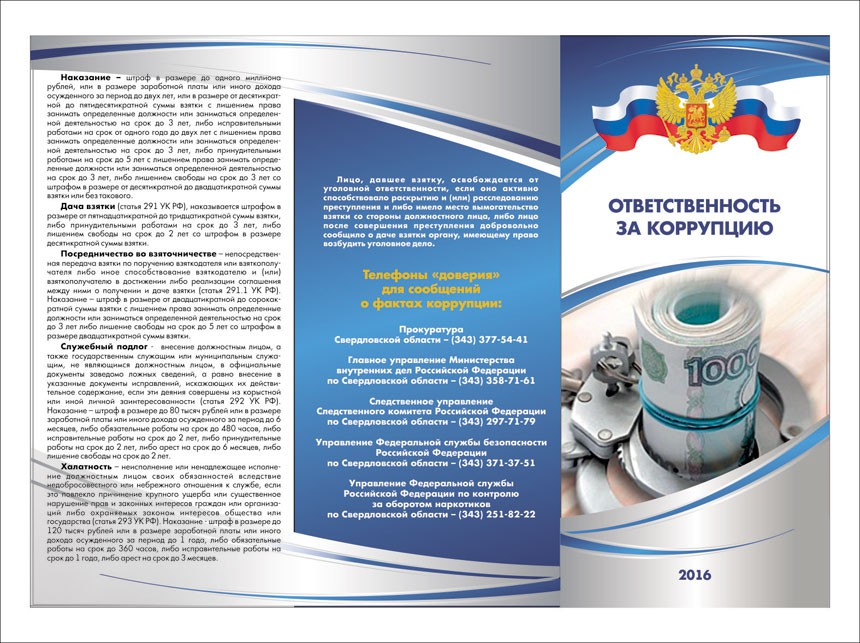 Наказание – штраф в размере до одного миллиона
рублей, или в размере заработной платы или иного дохода
осужденного за период до двух лет, или в размере от десятикрат-
ной до пятидесятикратной суммы взятки с лишением права
занимать определенные должности или заниматься определен-
ной деятельностью на срок до 3 лет, либо исправительными
работами на срок от одного года до двух лет с лишением права
занимать определенные должности или заниматься определен-
ной деятельностью на срок до 3 лет, либо принудительными
работами на срок до 5 лет с лишением права занимать опреде-
ленные должности или заниматься определенной деятельностью
на срок до 3 лет, либо лишением свободы на срок до 3 лет со
штрафом в размере от десятикратной до двадцатикратной суммы
взятки или без такового.
Дача взятки (статья 291 УК РФ), наказывается штрафом в
размере от пятнадцатикратной до тридцатикратной суммы взятки,
либо принудительными работами на срок до 3 лет, либо
лишением свободы на срок до 2 лет со штрафом в размере
десятикратной суммы взятки.
Посредничество во взяточничестве – непосредствен-
ная передача взятки по поручению взяткодателя или взяткополу-
чателя либо иное способствование взяткодателю и (или)
взяткополучателю в достижении либо реализации соглашения
между ними о получении и даче взятки (статья 291.1 УК РФ).
Наказание – штраф в размере от двадцатикратной до сорокак-
ратной суммы взятки с лишением права занимать определенные
должности или заниматься определенной деятельностью на срок
до 3 лет либо лишение свободы на срок до 5 лет со штрафом в
размере двадцатикратной суммы взятки.
Служебный подлог - внесение должностным лицом, а
также государственным служащим или муниципальным служа-
щим, не являющимся должностным лицом, в официальные
документы заведомо ложных сведений, а равно внесение в
указанные документы исправлений, искажающих их действи-
тельное содержание, если эти деяния совершены из корыстной
или иной личной заинтересованности (статья 292 УК РФ).
Наказание – штраф в размере до 80 тысяч рублей или в размере
заработной платы или иного дохода осужденного за период до 6
месяцев, либо обязательные работы на срок до 480 часов, либо
исправительные работы на срок до 2 лет, либо принудительные
работы на срок до 2 лет, либо арест на срок до 6 месяцев, либо
лишение свободы на срок до 2 лет.
Халатность – неисполнение или ненадлежащее исполне-
ние должностным лицом своих обязанностей вследствие
недобросовестного или небрежного отношения к службе, если
это повлекло причинение крупного ущерба или существенное
нарушение прав и законных интересов граждан или организа-
ций либо охраняемых законом интересов общества или
государства (статья 293 УК РФ). Наказание - штраф в размере до
120 тысяч рублей или в размере заработной платы или иного
дохода осужденного за период до 1 года, либо обязательные
работы на срок до 360 часов, либо исправительные работы на
срок до 1 года, либо арест на срок до 3 месяцев.
Лицо, давшее взятку, освобождается от
уголовной ответственности, если оно активно
способствовало раскрытию и (или) расследованию
преступления и либо имело место вымогательство
взятки со стороны должностного лица, либо лицо
после совершения преступления добровольно
сообщило о даче взятки органу, имеющему право
возбудить уголовное дело.
Телефоны «доверия»
для сообщений
о фактах коррупции:
Прокуратура
Свердловской области – (343) 377-54-41
Главное управление Министерства
внутренних дел Российской Федерации
по Свердловской области – (343) 358-71-61
Следственное управление
Следственного комитета Российской Федерации
по Свердловской области – (343) 297-71-79
Управление Федеральной службы безопасности
Российской Федерации
по Свердловской области – (343) 371-37-51
Управление Федеральной службы
Российской Федерации по контролю
за оборотом наркотиков
по Свердловской области – (343) 251-82-22
ОТВЕТСТВЕННОСТЬ
ЗА КОРРУПЦИЮ
1000
2016